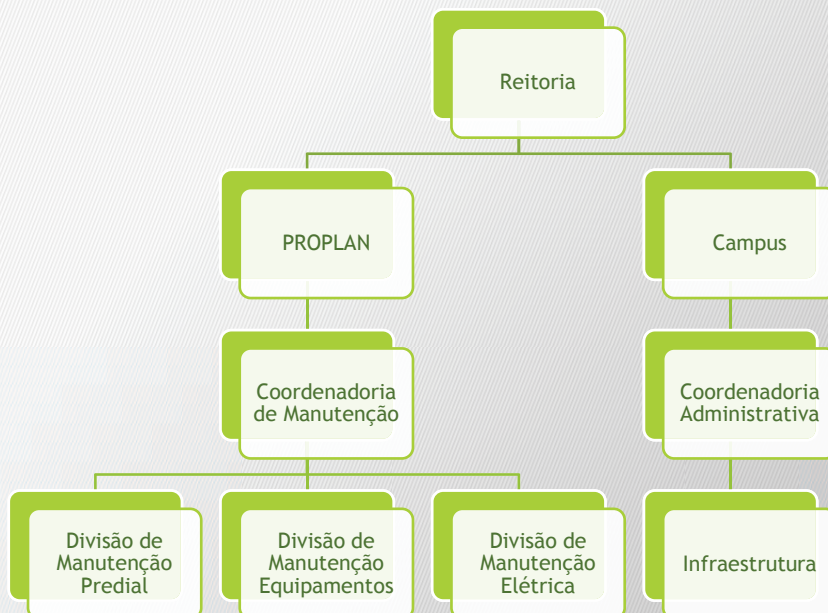 Reitoria
PROPLAN
Campus
Coordenadoria
de Manutenção
Coordenadoria
Administrativa
Divisão de
Manutenção
Predial
Divisão de
Manutenção
Equipamentos
Divisão de
Manutenção
Elétrica
Infraestrutura